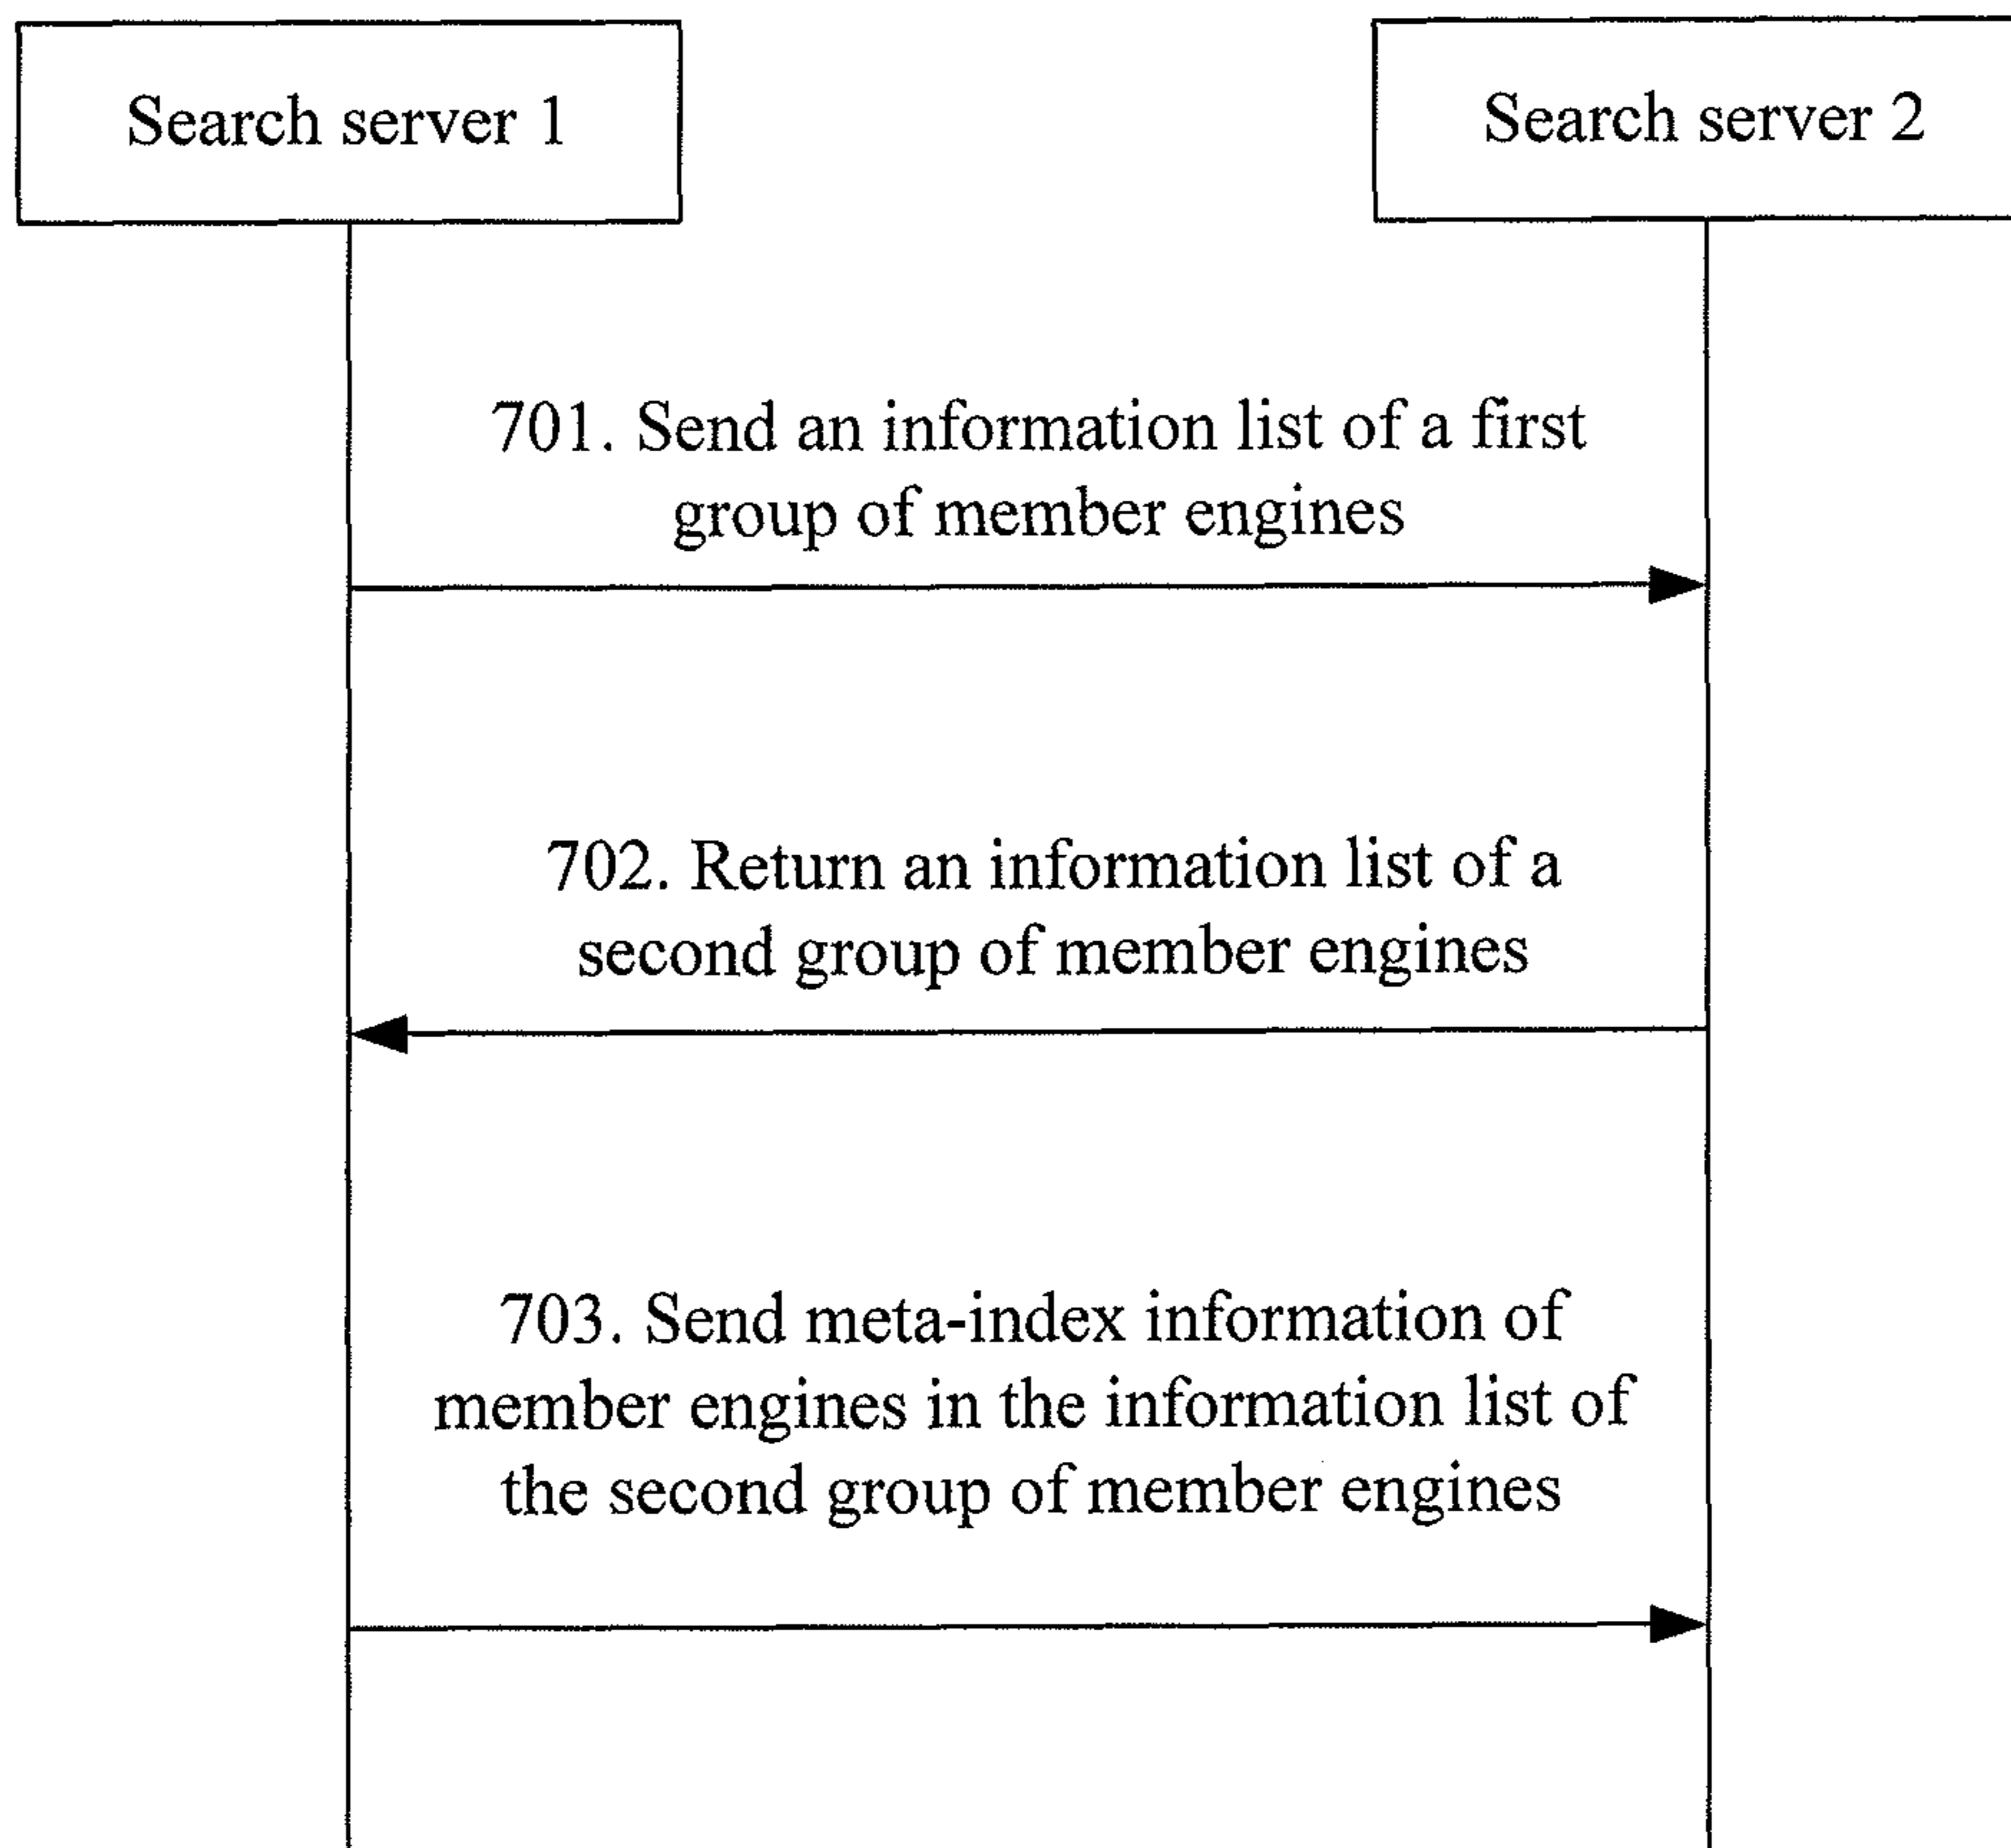 Search server 1
Search server 2
701. Send an information list of a first
group of member engines
702. Return an information list of a
second group of member engines
703. Send meta-index information of
member engines in the information list of
the second group of member engines